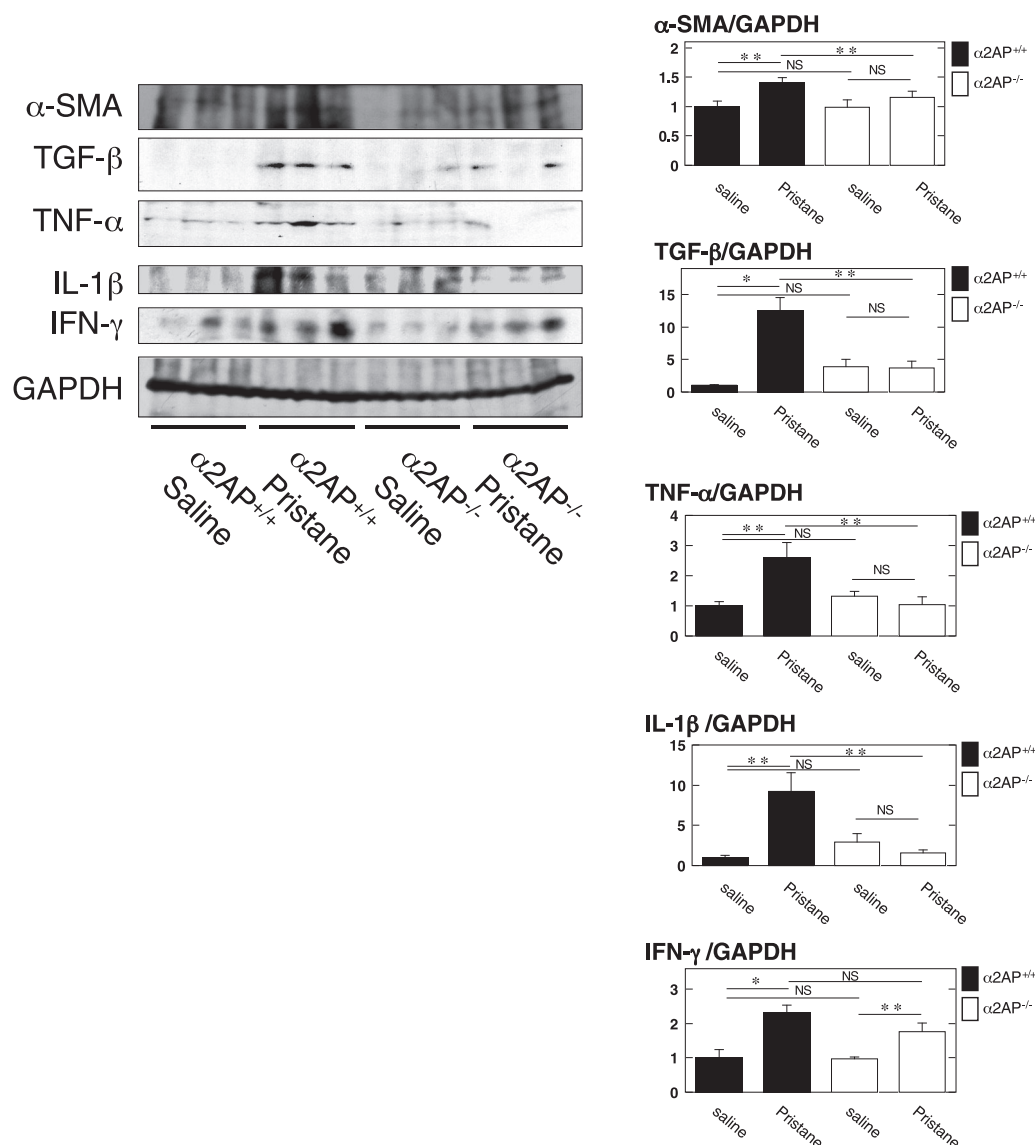 α-SMA
TGF-β
TNF-α
IL-1β
IFN-γ
GAPDH
α2AP+/+
Saline
α2AP+/+
Pristane
α2AP-/-
Saline
α2AP-/-
Pristane
α-SMA/GAPDH
2
1.5
1
0.5
0
** **
NS NS
saline Pristane saline Pristane
α2AP+/+
α2AP-/-
TGF-β/GAPDH
15
10
5
0
* **
NS
NS
saline Pristane saline Pristane
α2AP+/+
α2AP-/-
TNF-α/GAPDH
4
3
2
1
0
** **
NS
NS
saline Pristane saline Pristane
α2AP+/+
α2AP-/-
IL-1β /GAPDH
15
10
5
0
** **
NS
NS
saline Pristane saline Pristane
α2AP+/+
α2AP-/-
IFN-γ /GAPDH
3
2
1
0
* NS
NS
**
saline Pristane saline Pristane
α2AP+/+
α2AP-/-